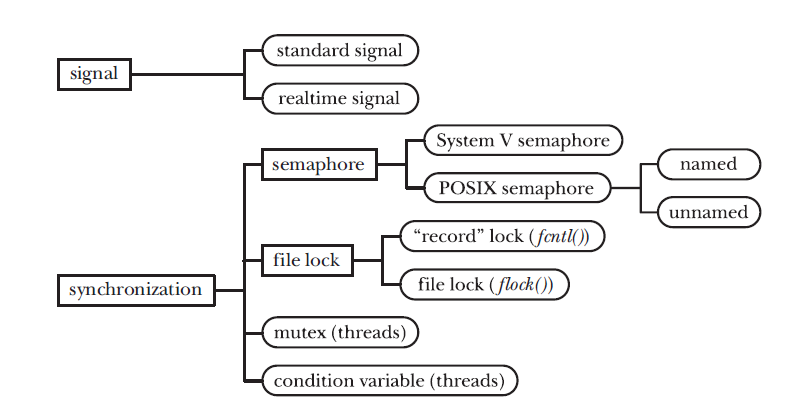 standard signal
signal
realtime signal
System V semaphore
semaphore
named
POSIX semaphore
unnamed
“record” lock (fcntl())
file lock
file lock (flock())
synchronization
mutex (threads)
condition variable (threads)